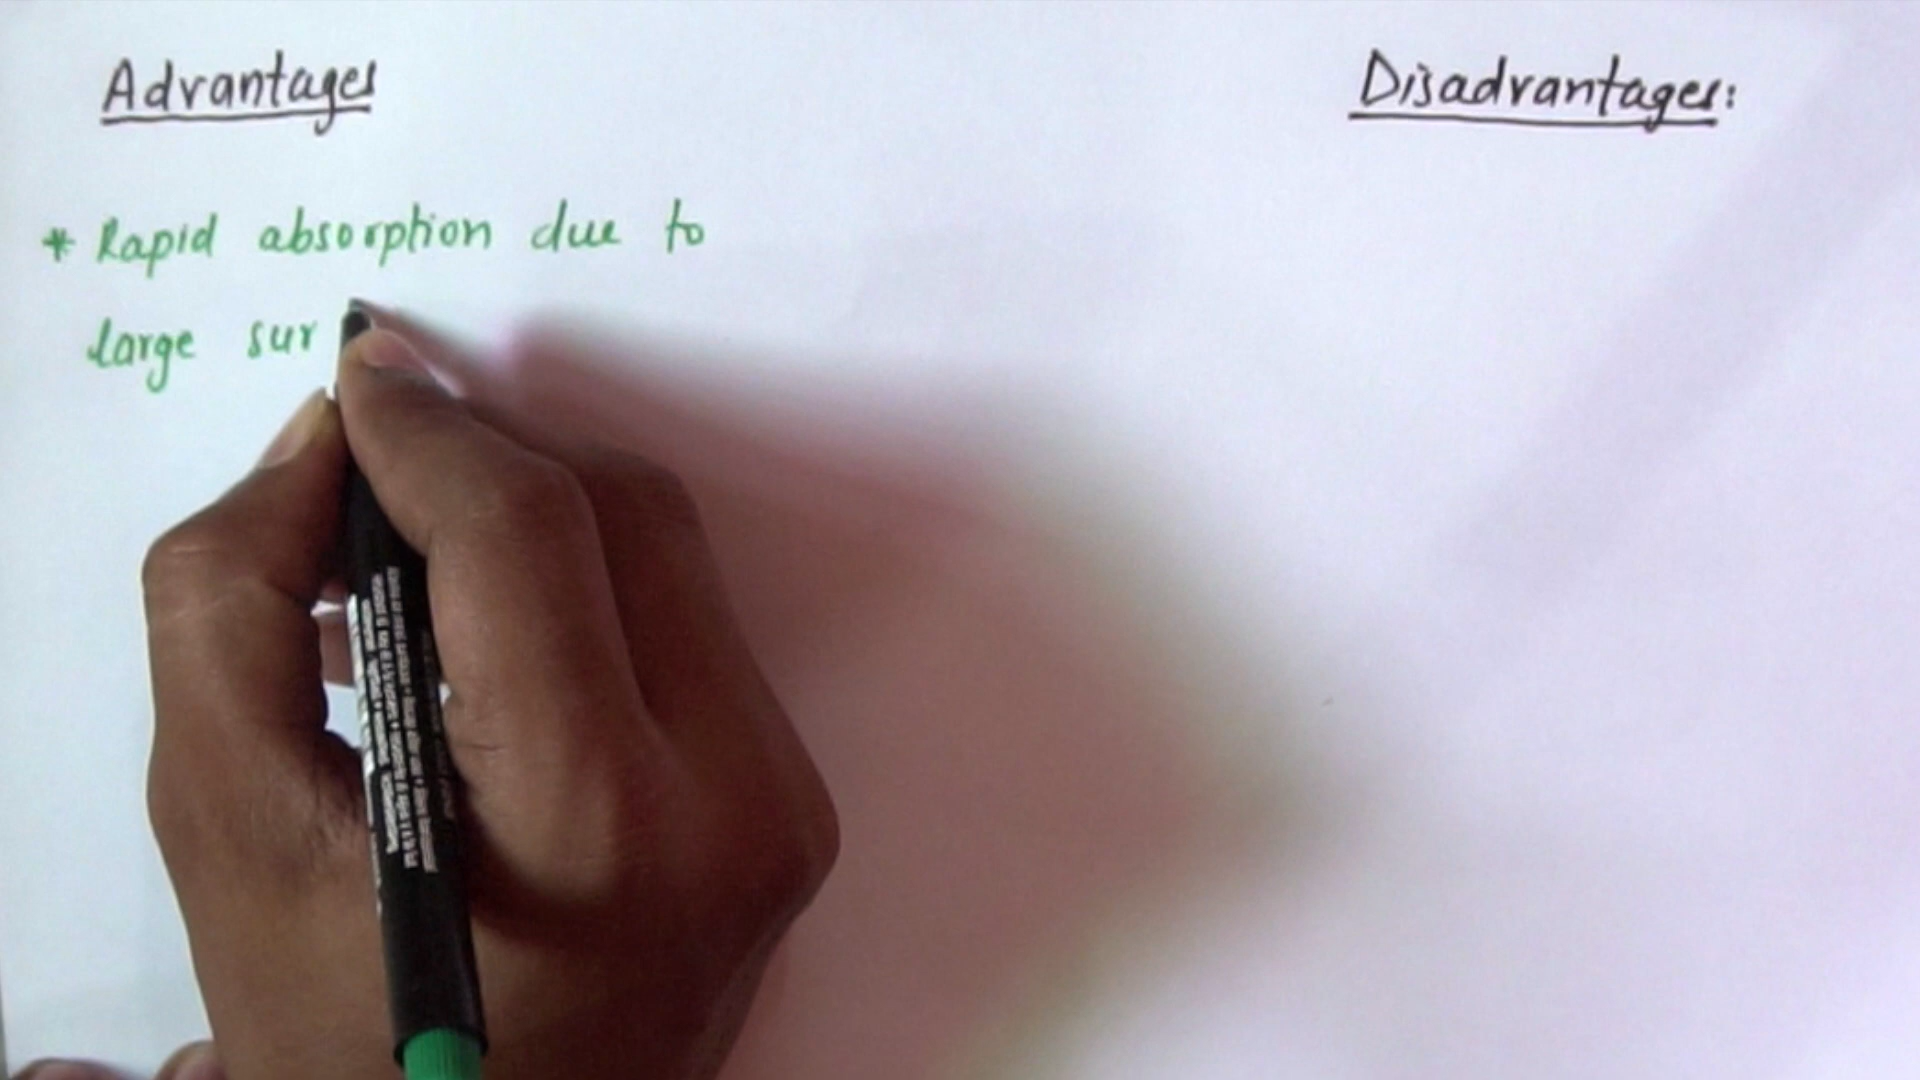 Advantages
Disadvantages:
* Rapid absorption due to
large sur